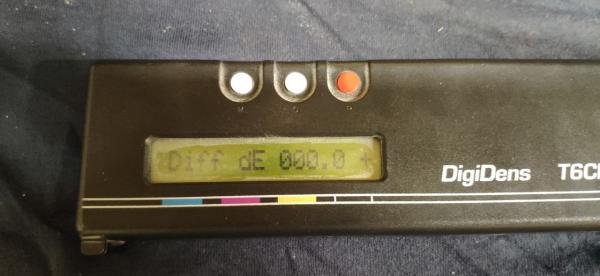 Diff dE 000.0 +
DigiDens